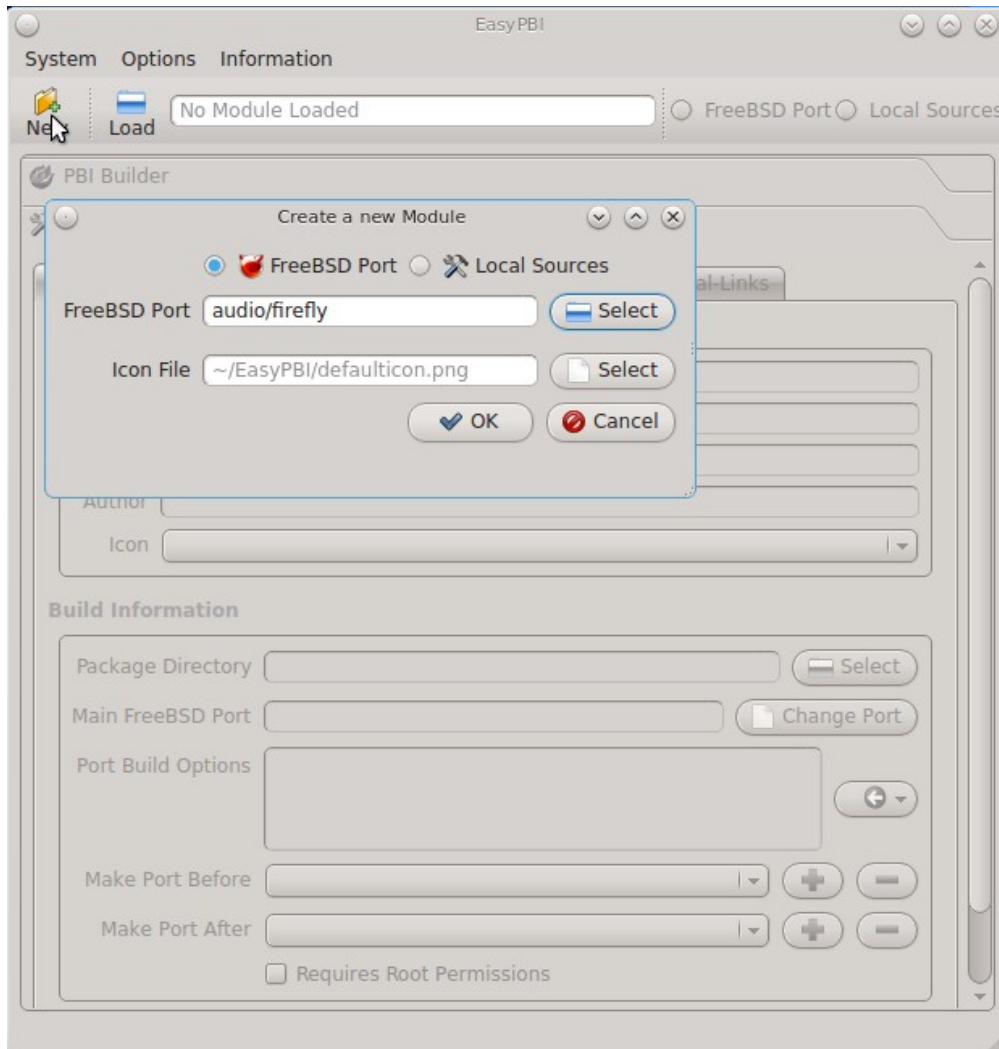 EasyPBI
System Options Information
New Load No Module Loaded FreeBSD Port Local Sources
PBI Builder
Create a new Module
FreeBSD Port Local Sources
al-Links
FreeBSD Port audio/firefly Select
Icon File ~/EasyPBI/defaulticon.png Select
OK Cancel
Author
Icon
Build Information
Package Directory Select
Main FreeBSD Port Change Port
Port Build Options
Make Port Before
Make Port After
Requires Root Permissions